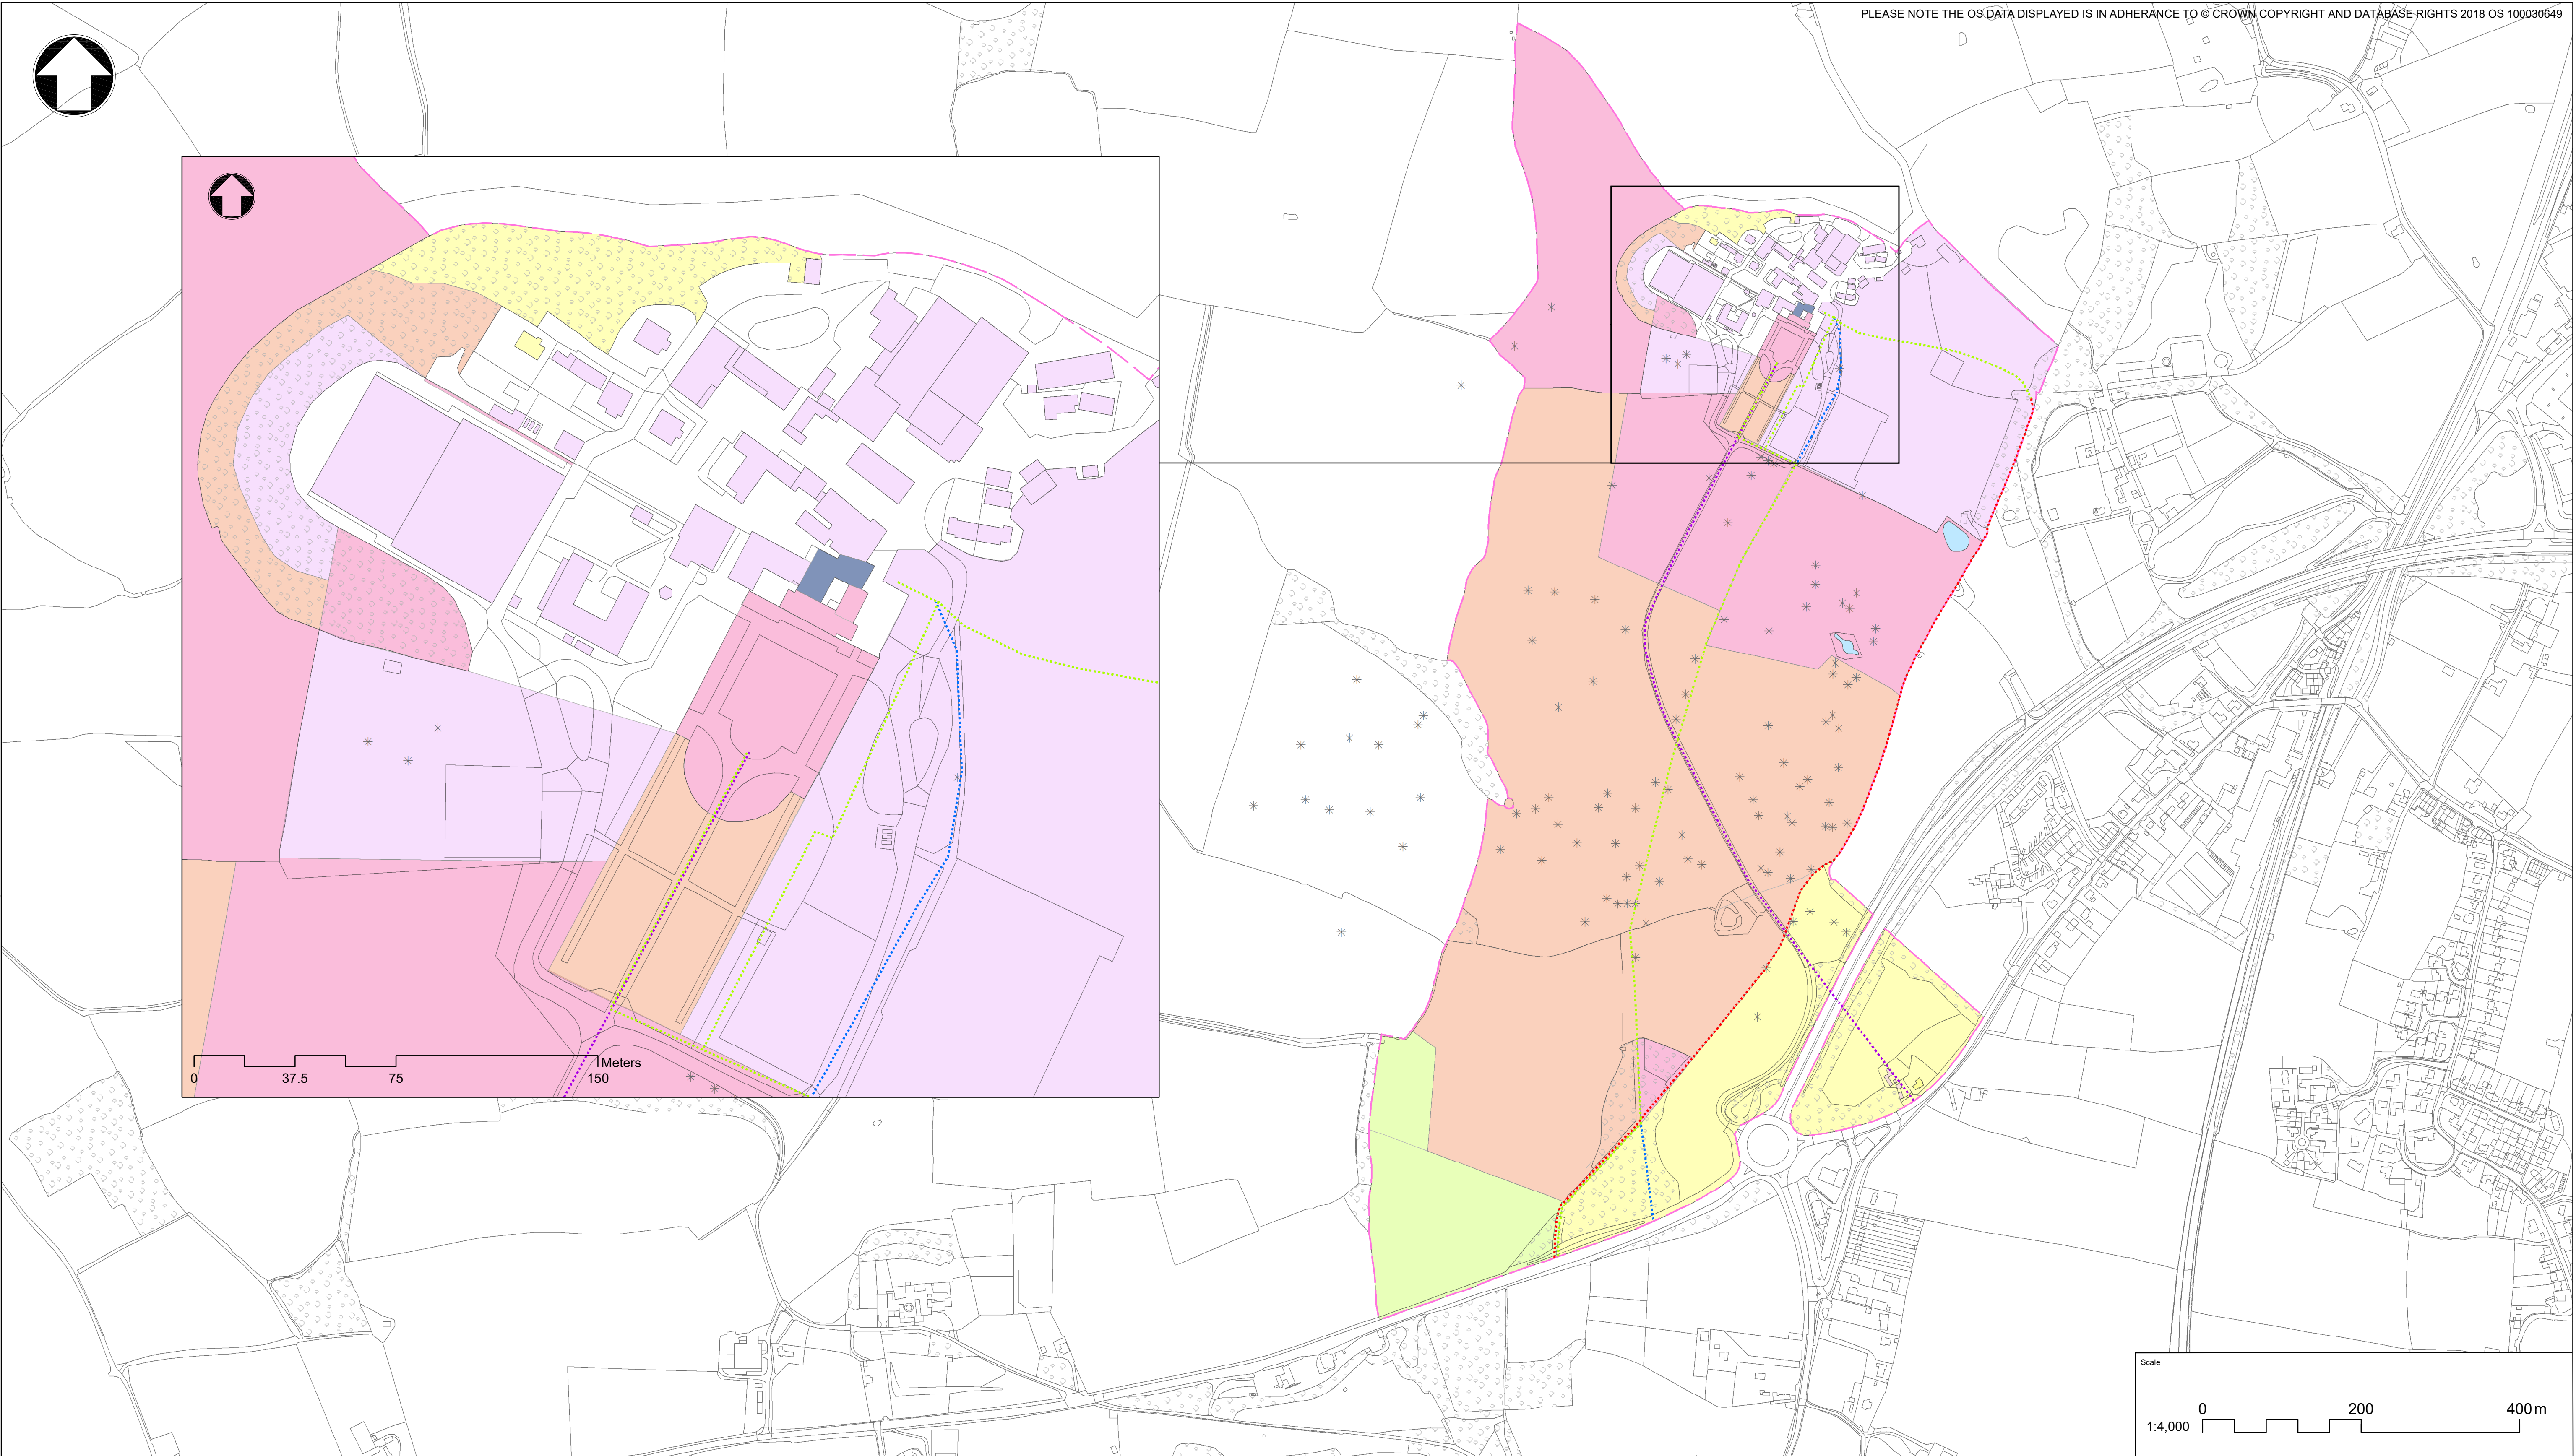 PLEASE NOTE THE OS DATA DISPLAYED IS IN ADHERANCE TO © CROWN COPYRIGHT AND DATABASE RIGHTS 2018 OS 100030649
Meters
0 37.5 75 150
Scale
0 200 400 m
1:4,000